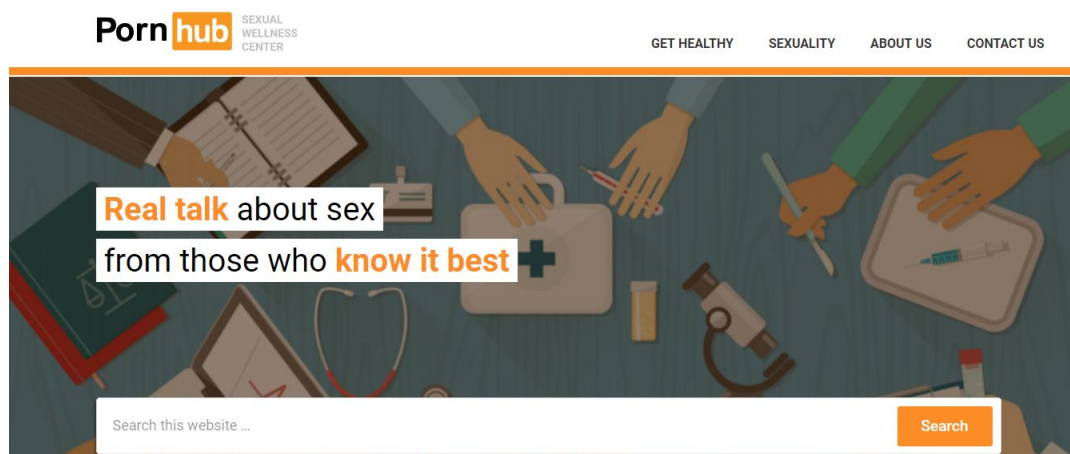 Porn hub
SEXUAL
WELLNESS
CENTER
GET HEALTHY SEXUALITY ABOUT US CONTACT US
Real talk about sex
from those who know it best
Search this website ...
Search